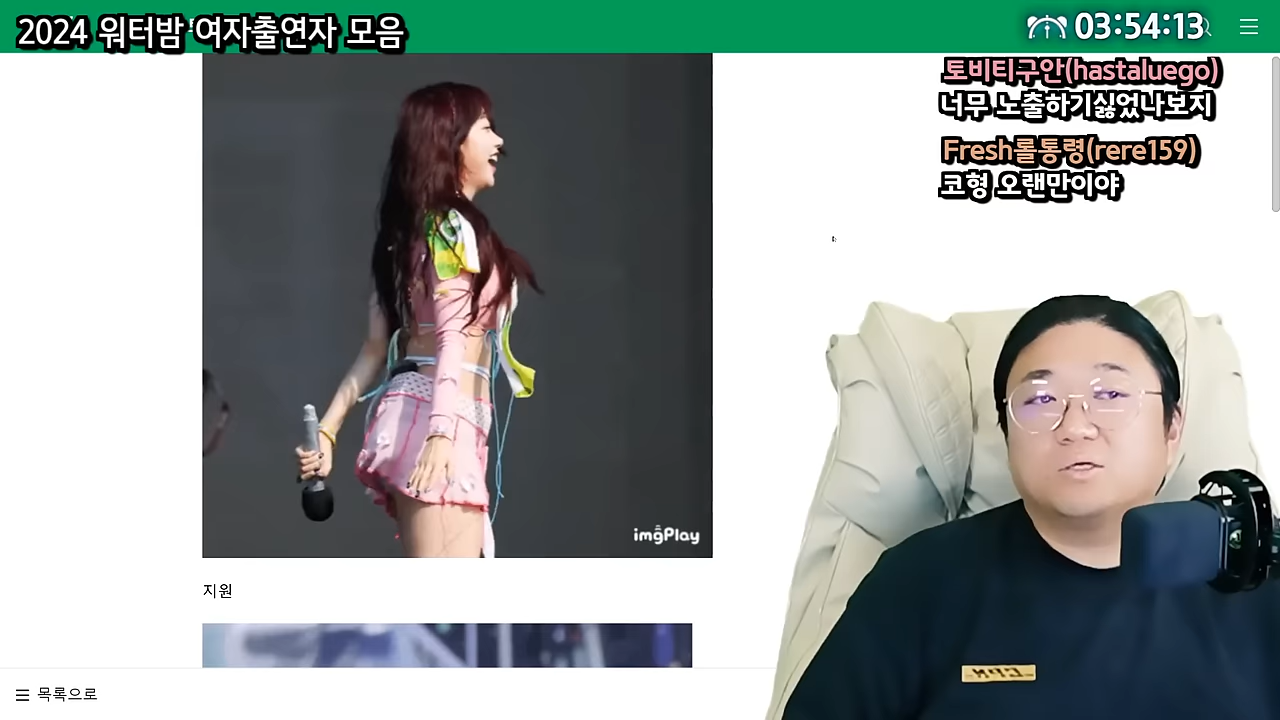 2024 워터밤 여자출연자 모음
03:54:13
토비티구안(hastaluego)
너무 노출하기싫었나보지
Fresh롤통령(rere159)
코형 오랜만이야
imgPlay
지원
목록으로